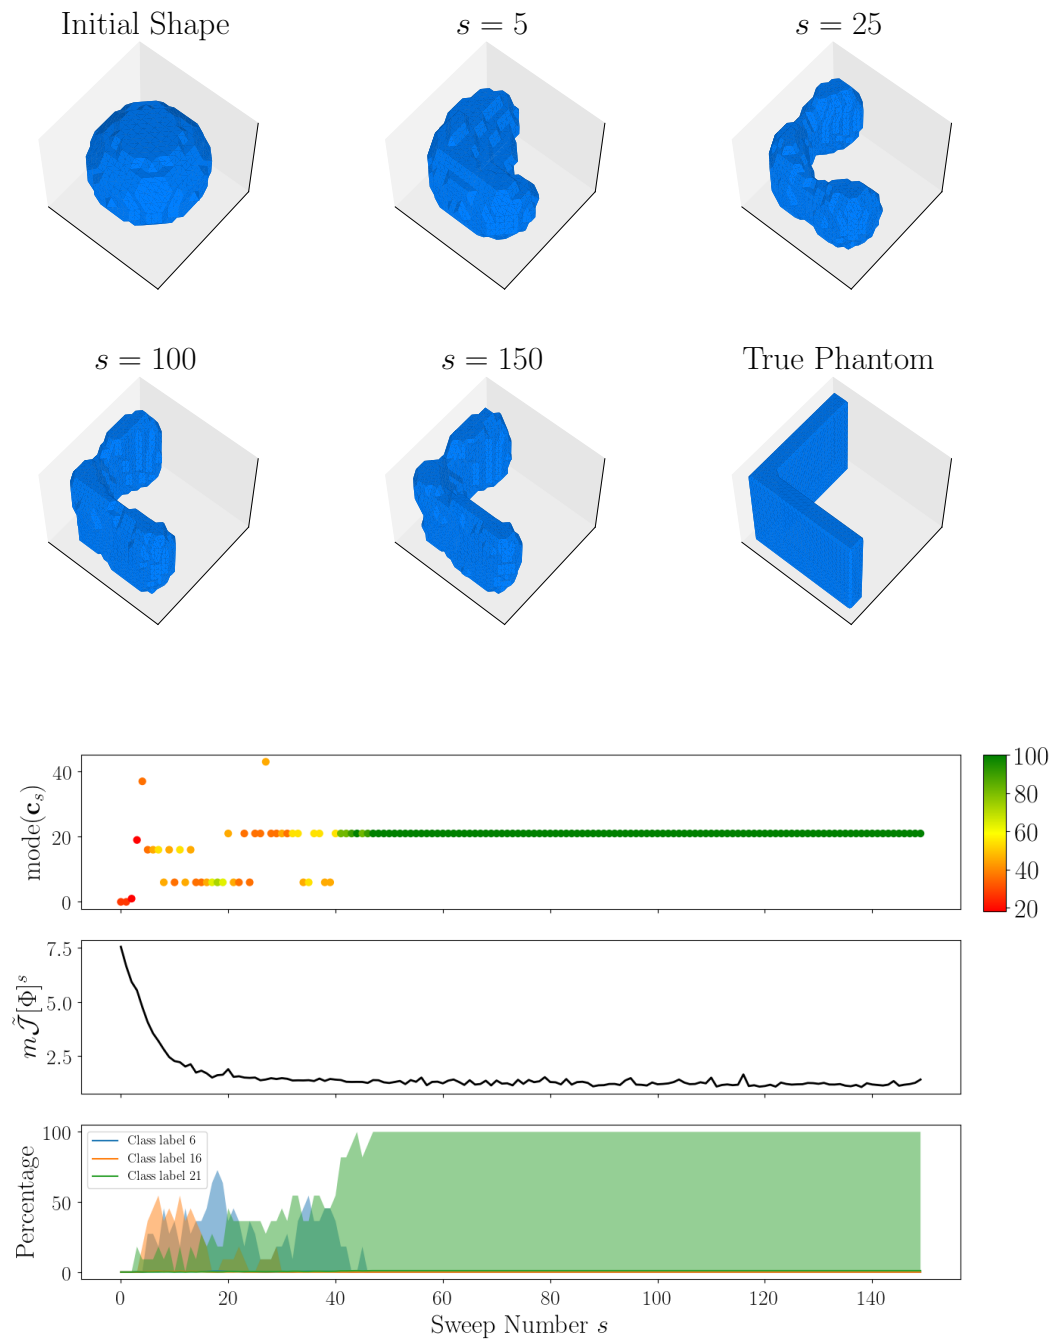 Initial Shape
s = 5
s = 25
s = 100
s = 150
True Phantom
mode(c_s)
40
20
0
100
80
60
40
20
m𝒥̃[Φ]^s
7.5
5.0
2.5
Percentage
100
50
0
Class label 6
Class label 16
Class label 21
0 20 40 60 80 100 120 140
Sweep Number s